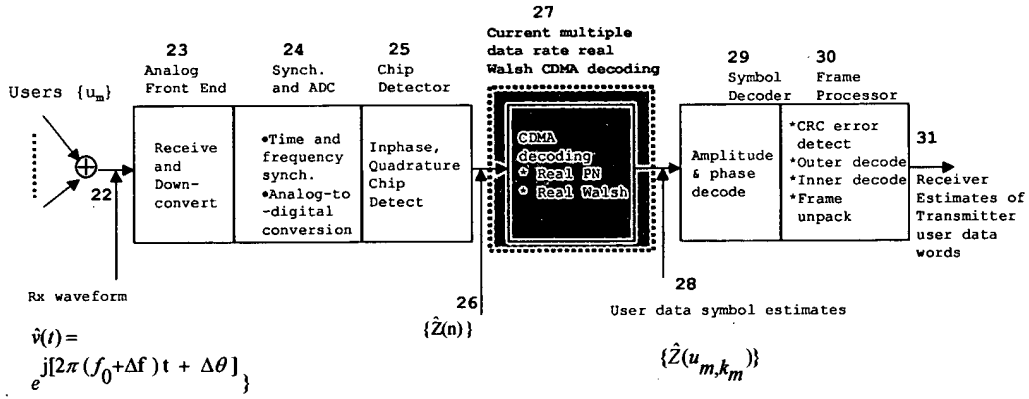 27
Current multiple
data rate real
Walsh CDMA decoding
23
Analog
Front End
24
Synch.
and ADC
25
Chip
Detector
29
Symbol
Decoder
30
Frame
Processor
Users {u_m}
22
Receive
and
Down-
convert
•Time and
frequency
synch.
•Analog-to
-digital
conversion
Inphase,
Quadrature
Chip
Detect
CDMA
decoding
* Real PN
* Real Walsh
Amplitude
& phase
decode
*CRC error
detect
*Outer decode
*Inner decode
*Frame
unpack
31
Receiver
Estimates of
Transmitter
user data
words
Rx waveform
v̂(t) =
e^{j[2π(f_0+Δf)t + Δθ]}}
26
{Ẑ(n)}
28
User data symbol estimates
{Ẑ(u_{m,k_m})}